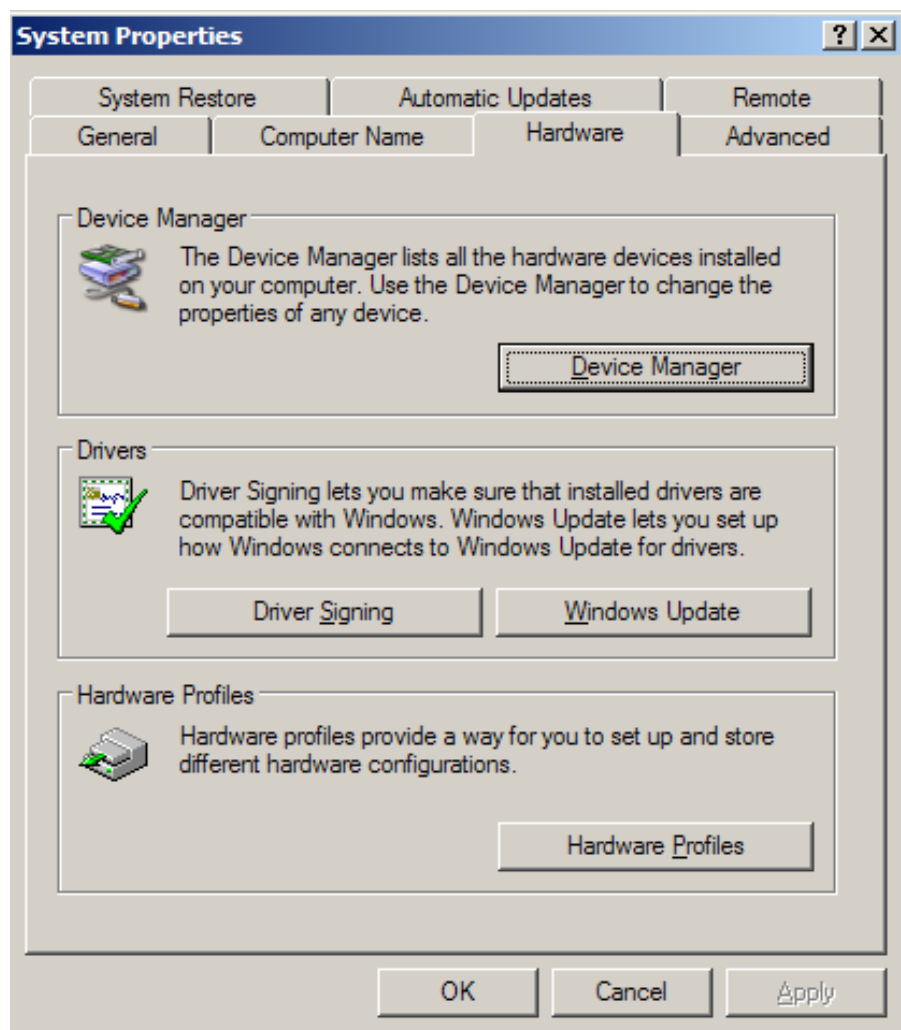 System Properties
System Restore
Automatic Updates
Remote
General
Computer Name
Hardware
Advanced
Device Manager
The Device Manager lists all the hardware devices installed
on your computer. Use the Device Manager to change the
properties of any device.
Device Manager
Drivers
Driver Signing lets you make sure that installed drivers are
compatible with Windows. Windows Update lets you set up
how Windows connects to Windows Update for drivers.
Driver Signing
Windows Update
Hardware Profiles
Hardware profiles provide a way for you to set up and store
different hardware configurations.
Hardware Profiles
OK
Cancel
Apply